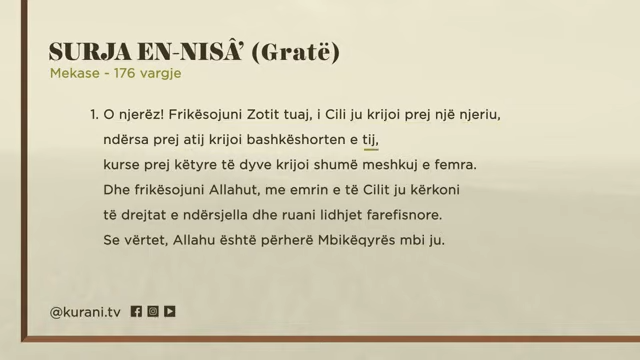 SURJA EN-NISÂ’ (Gratë)
Mekase - 176 vargje
1. O njerëz! Frikësojuni Zotit tuaj, i Cili ju krijoi prej një njeriu,
ndërsa prej atij krijoi bashkëshorten e tij,
kurse prej këtyre të dyve krijoi shumë meshkuj e femra.
Dhe frikësojuni Allahut, me emrin e të Cilit ju kërkoni
të drejtat e ndërsjella dhe ruani lidhjet farefisnore.
Se vërtet, Allahu është përherë Mbikëqyrës mbi ju.
@kurani.tv